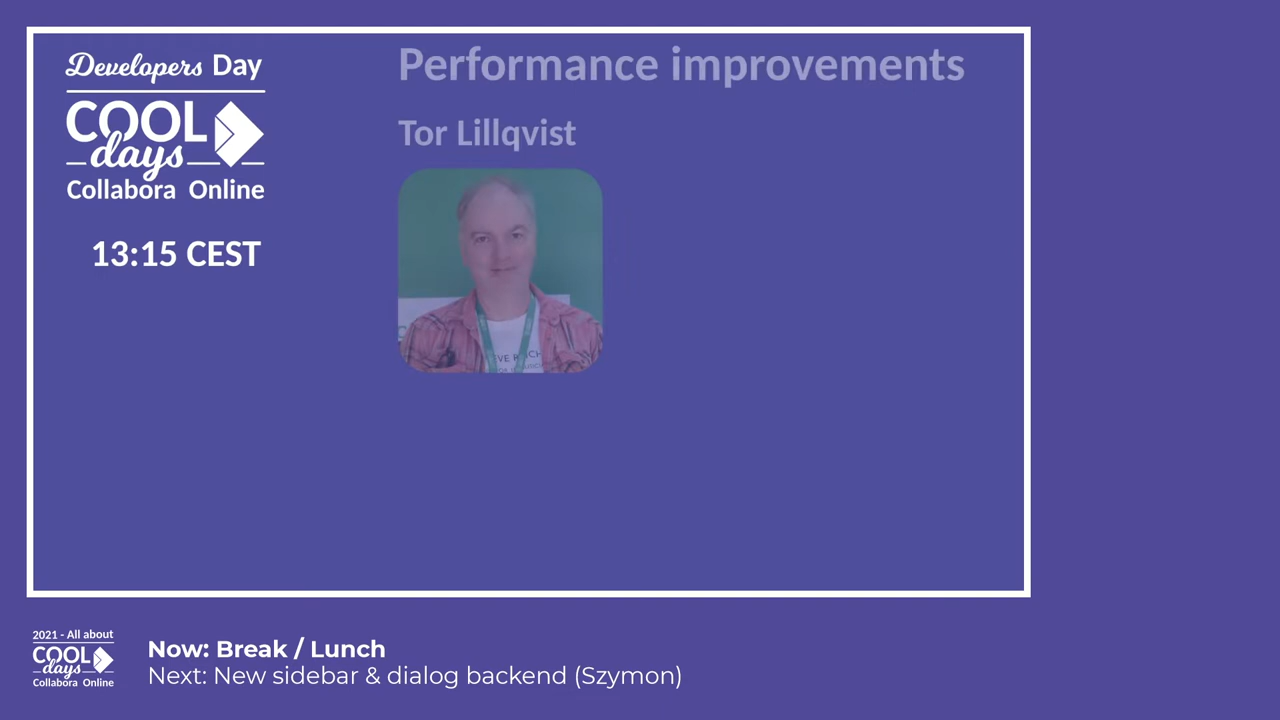 Developers Day
COOL
days
Collabora Online
13:15 CEST
Performance improvements
Tor Lillqvist
2021 - All about
COOL
days
Collabora Online
Now: Break / Lunch
Next: New sidebar & dialog backend (Szymon)